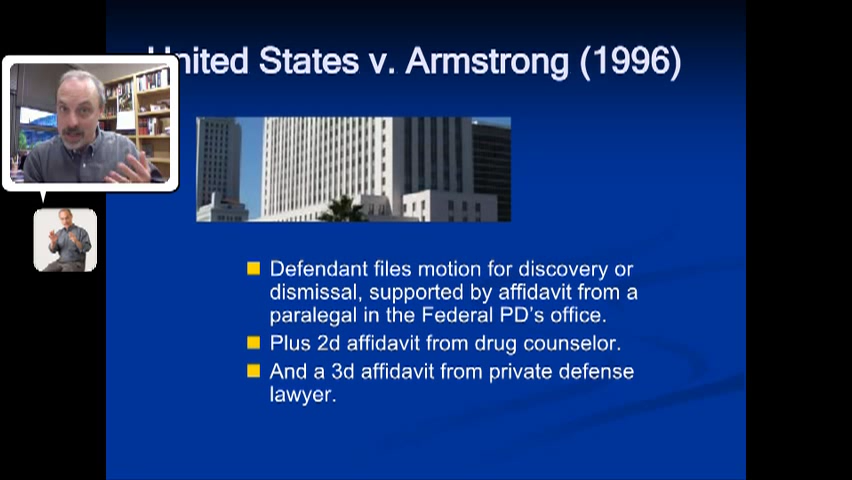 United States v. Armstrong (1996)
Defendant files motion for discovery or
dismissal, supported by affidavit from a
paralegal in the Federal PD's office.
Plus 2d affidavit from drug counselor.
And a 3d affidavit from private defense
lawyer.